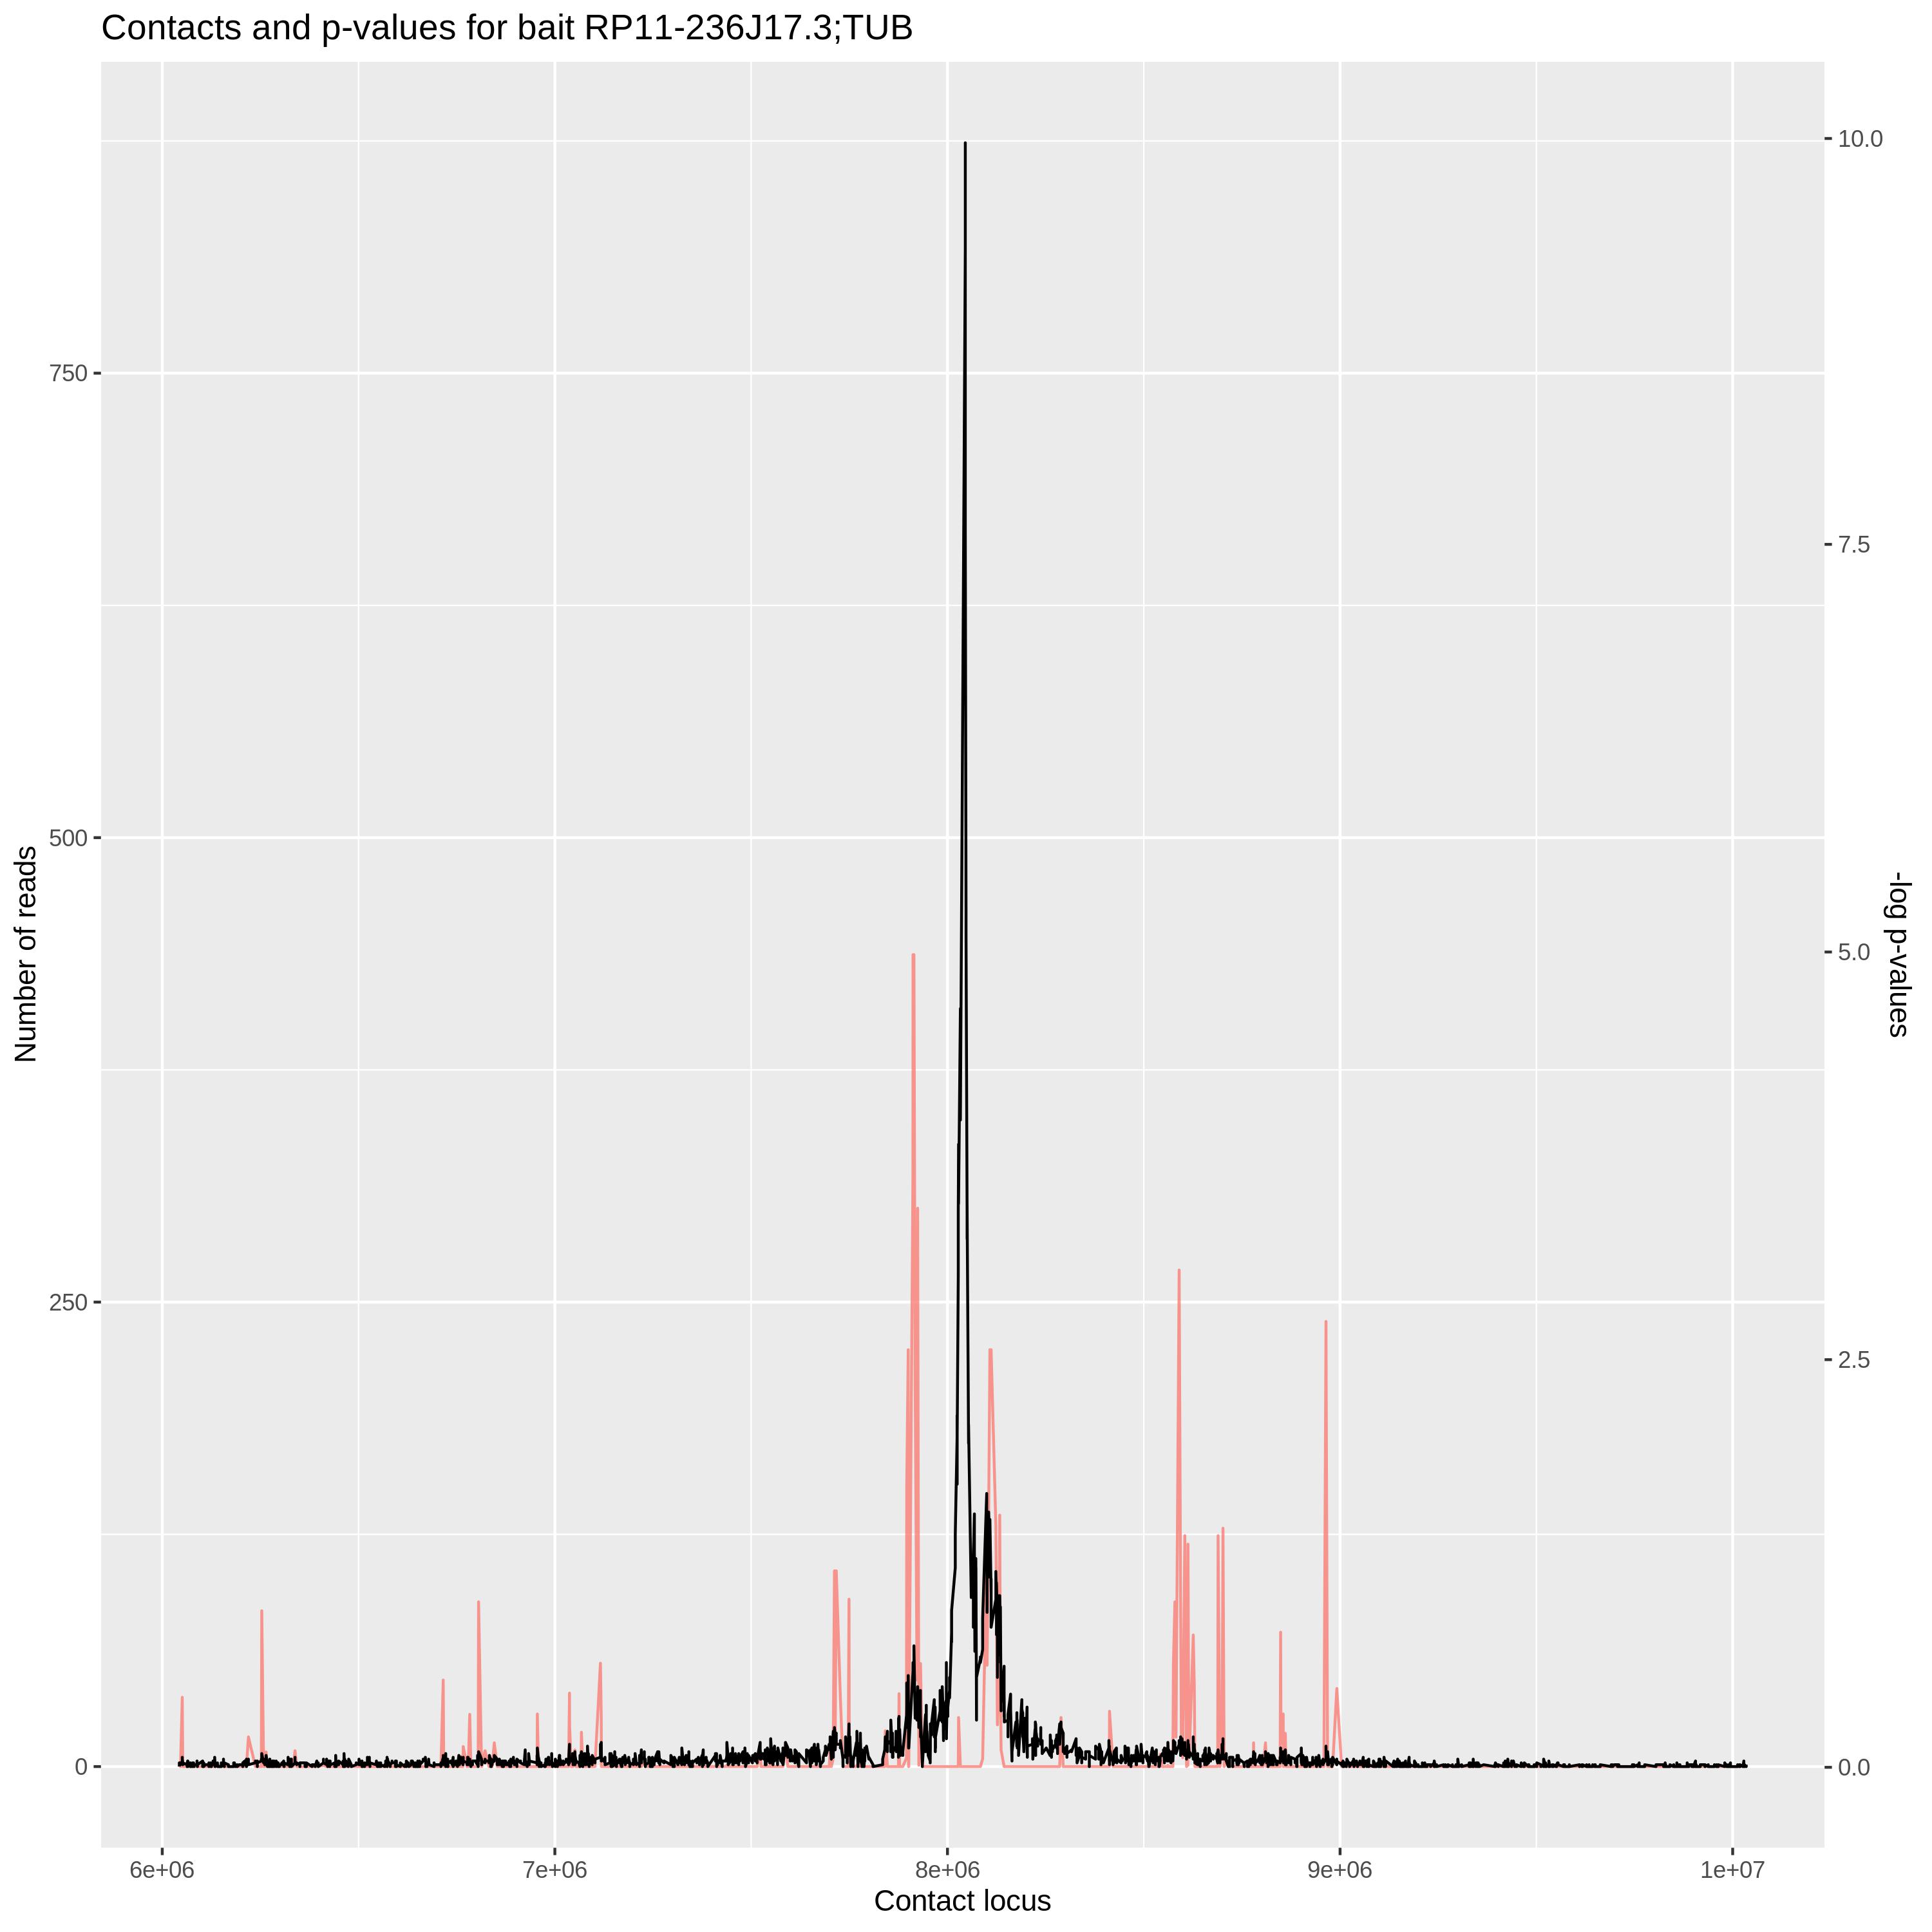 Contacts and p-values for bait RP11-236J17.3;TUB
Number of reads
750
500
250
0
10.0
7.5
5.0
2.5
0.0
-log p-values
6e+06
7e+06
8e+06
9e+06
1e+07
Contact locus